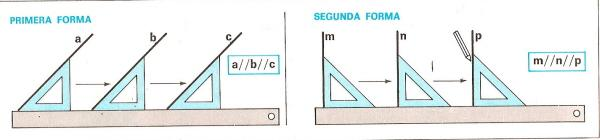 PRIMERA FORMA
a
b
c
a//b//c
SEGUNDA FORMA
m
n
p
m//n//p